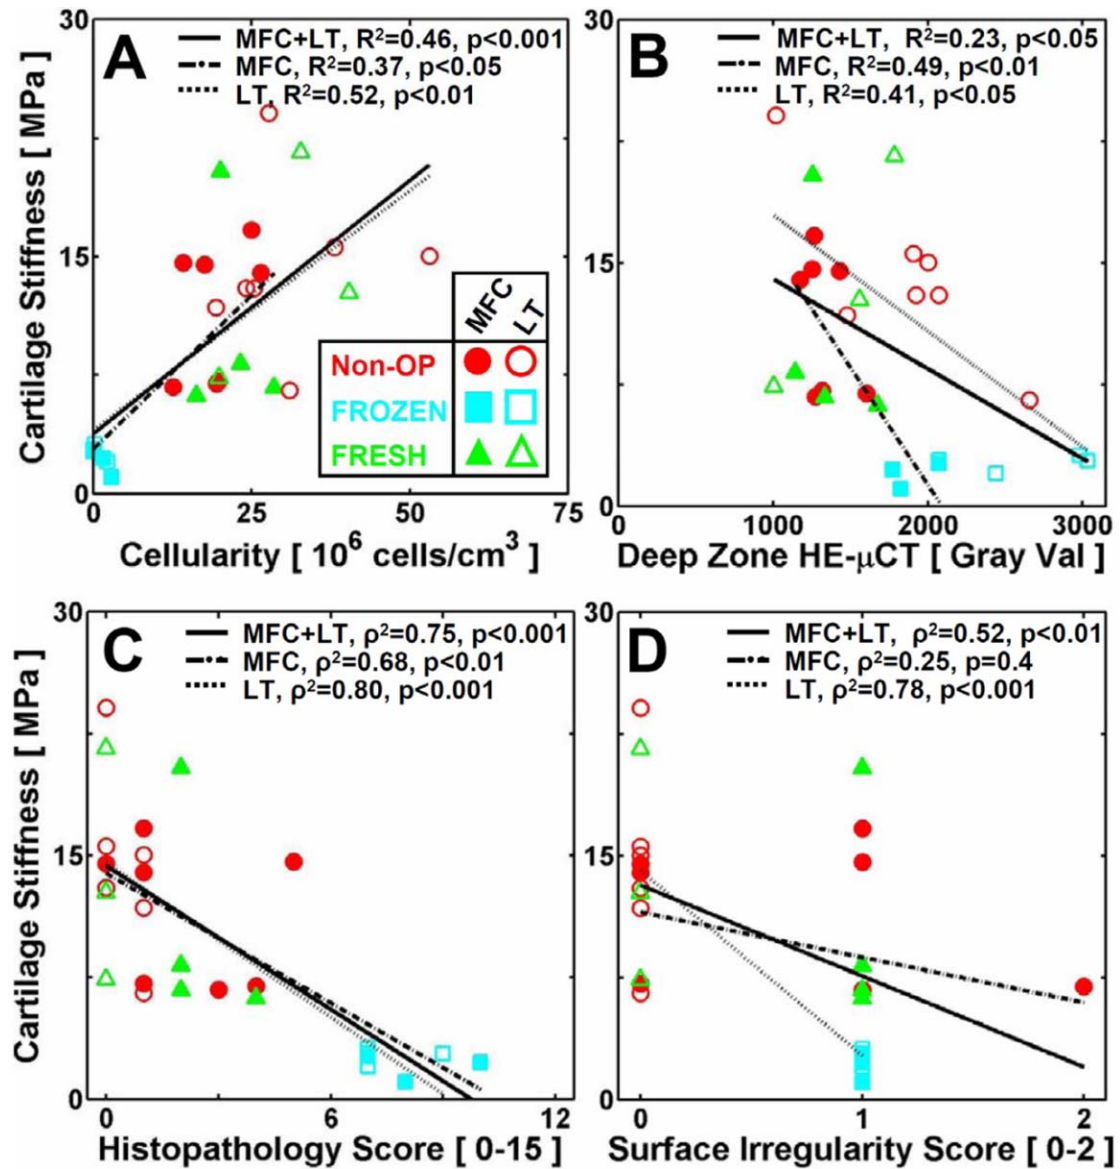 30
A
MFC+LT, R²=0.46, p<0.001
MFC, R²=0.37, p<0.05
LT, R²=0.52, p<0.01
15
0
Cartilage Stiffness [ MPa]
MFC
LT
Non-OP
FROZEN
FRESH
0
25
50
75
Cellularity [ 10⁶ cells/cm³ ]
30
B
MFC+LT, R²=0.23, p<0.05
MFC, R²=0.49, p<0.01
LT, R²=0.41, p<0.05
15
0
0
1000
2000
3000
Deep Zone HE-μCT [ Gray Val ]
30
C
MFC+LT, ρ²=0.75, p<0.001
MFC, ρ²=0.68, p<0.01
LT, ρ²=0.80, p<0.001
15
0
Cartilage Stiffness [ MPa]
0
6
12
Histopathology Score [ 0-15]
30
D
MFC+LT, ρ²=0.52, p<0.01
MFC, ρ²=0.25, p=0.4
LT, ρ²=0.78, p<0.001
15
0
0
1
2
Surface Irregularity Score [ 0-2 ]